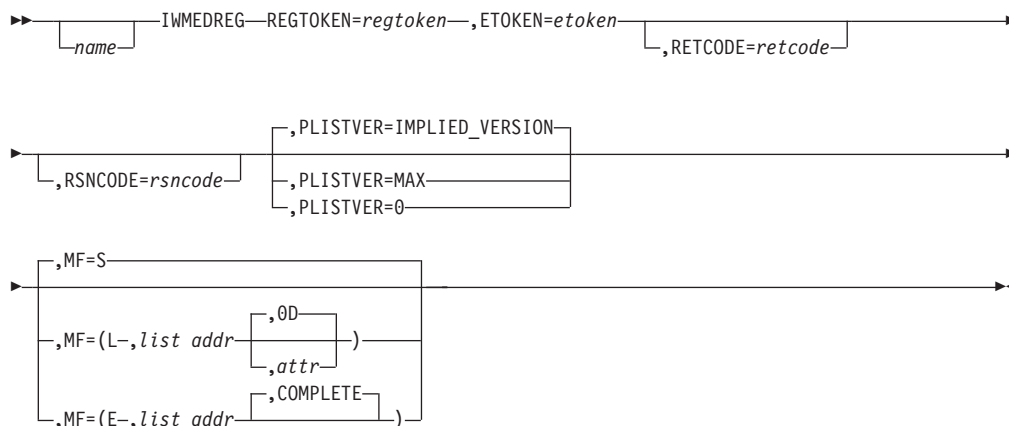 IWMEDREG REGTOKEN=regtoken ,ETOKEN=etoken
name ,RETCODE=retcode
,PLISTVER=IMPLIED_VERSION
,RSNCODE=rsncode ,PLISTVER=MAX
,PLISTVER=0
,MF=S
,0D
,MF=(L ,list addr )
,attr
,COMPLETE
,MF=(E ,list addr )